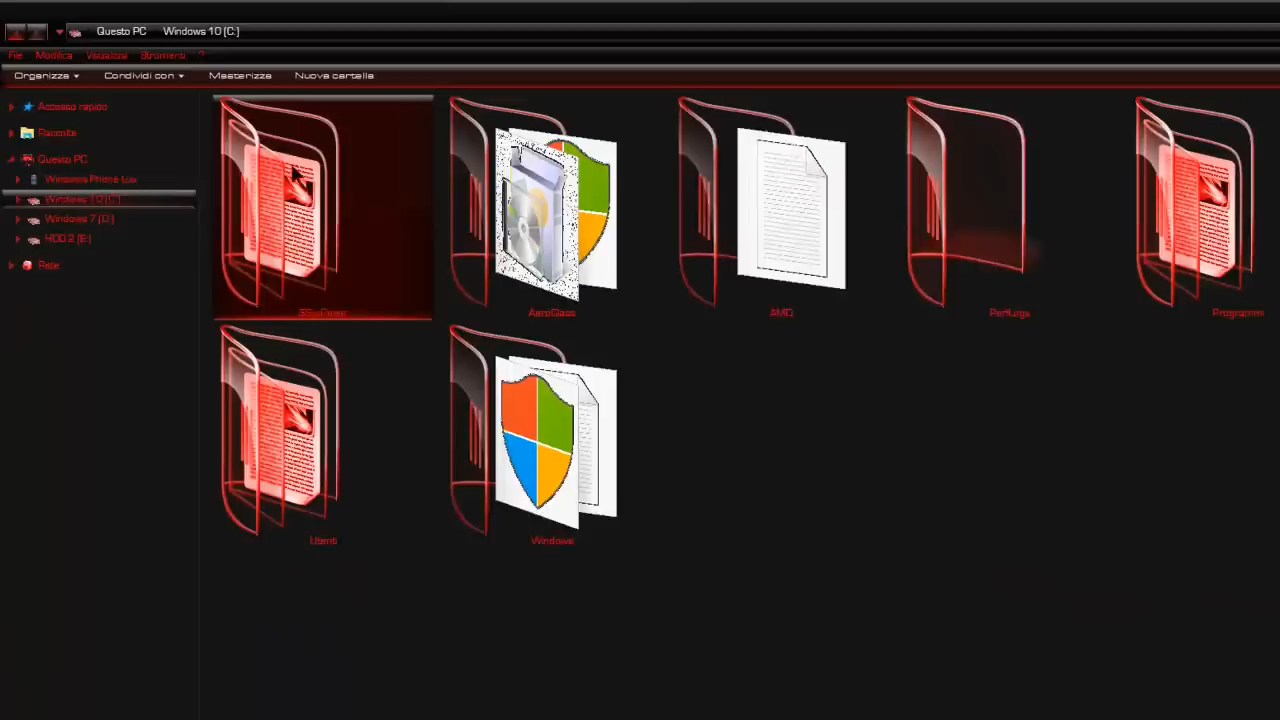 Questo PC Windows 10 (C:)
File Modifica Visualizza Strumenti ?
Organizza Condividi con Masterizza Nuova cartella
Accesso rapido
Raccolte
Questo PC
Windows Phone Lux
Windows 10 (C:)
Windows 7 (D:)
HDD 2 (E:)
Rete
AeroGlass AMD PerfLogs Programmi
Utenti Windows